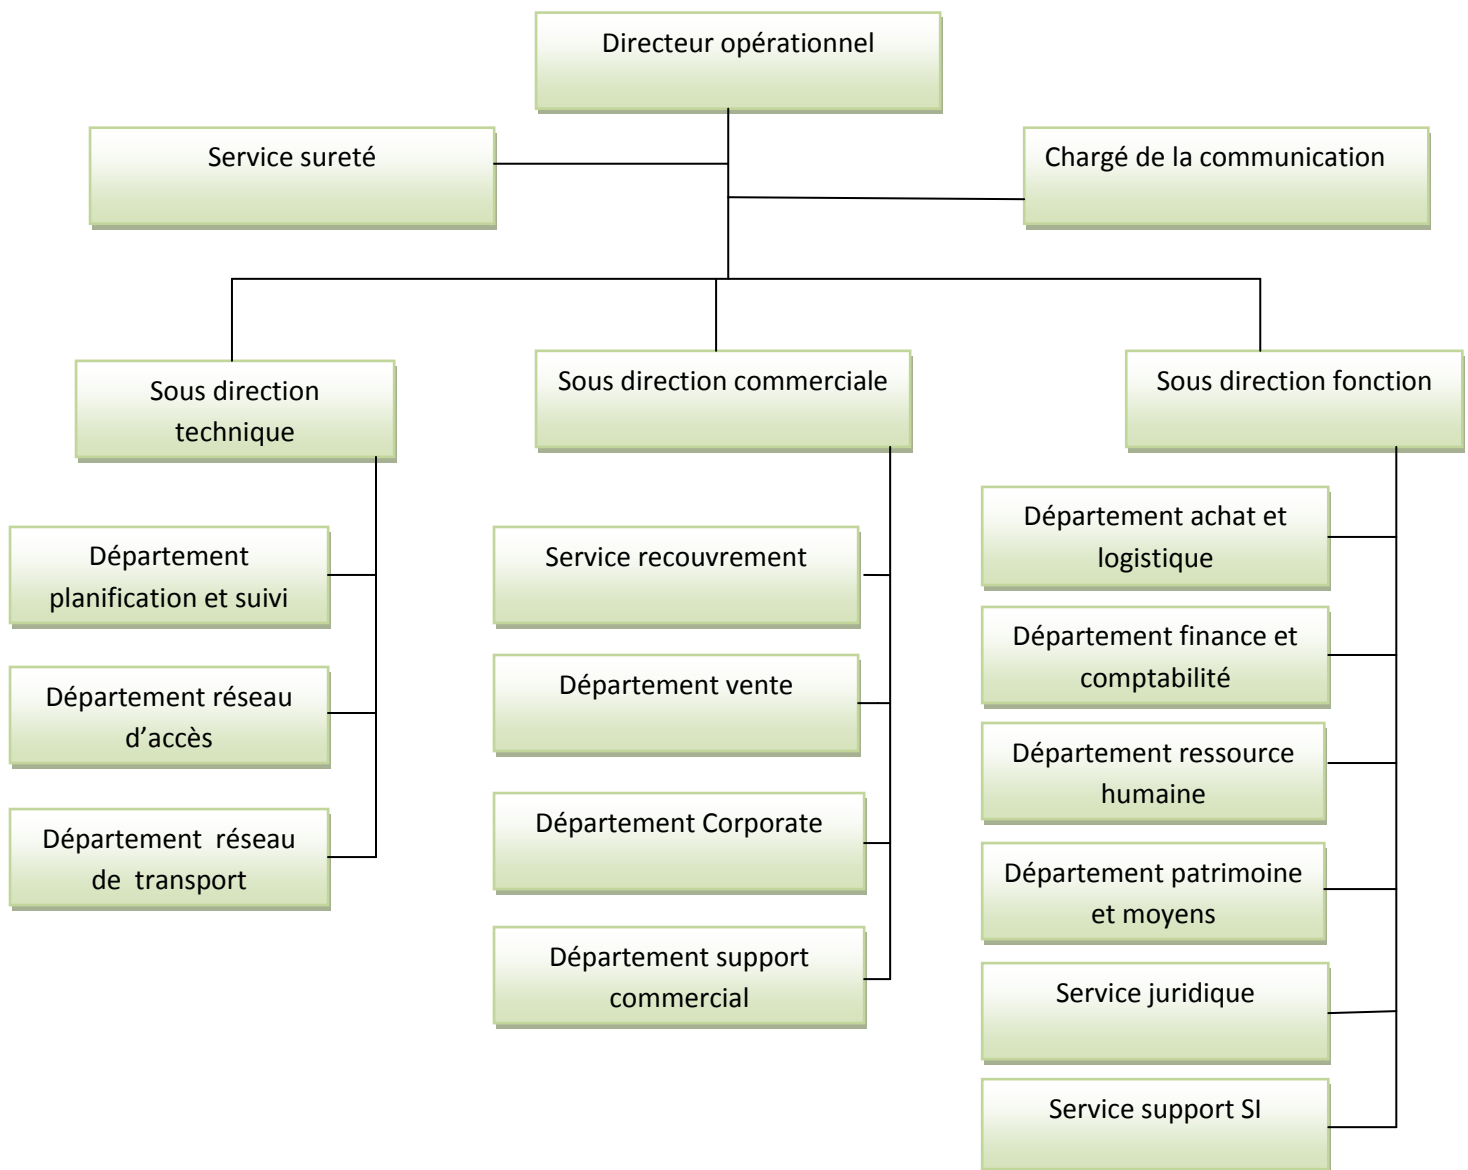 Directeur opérationnel
Service sureté
Chargé de la communication
Sous direction
technique
Sous direction commerciale
Sous direction fonction
Département
planification et suivi
Département réseau
d’accès
Département  réseau
de  transport
Service recouvrement
Département vente
Département Corporate
Département support
commercial
Département achat et
logistique
Département finance et
comptabilité
Département ressource
humaine
Département patrimoine
et moyens
Service juridique
Service support SI